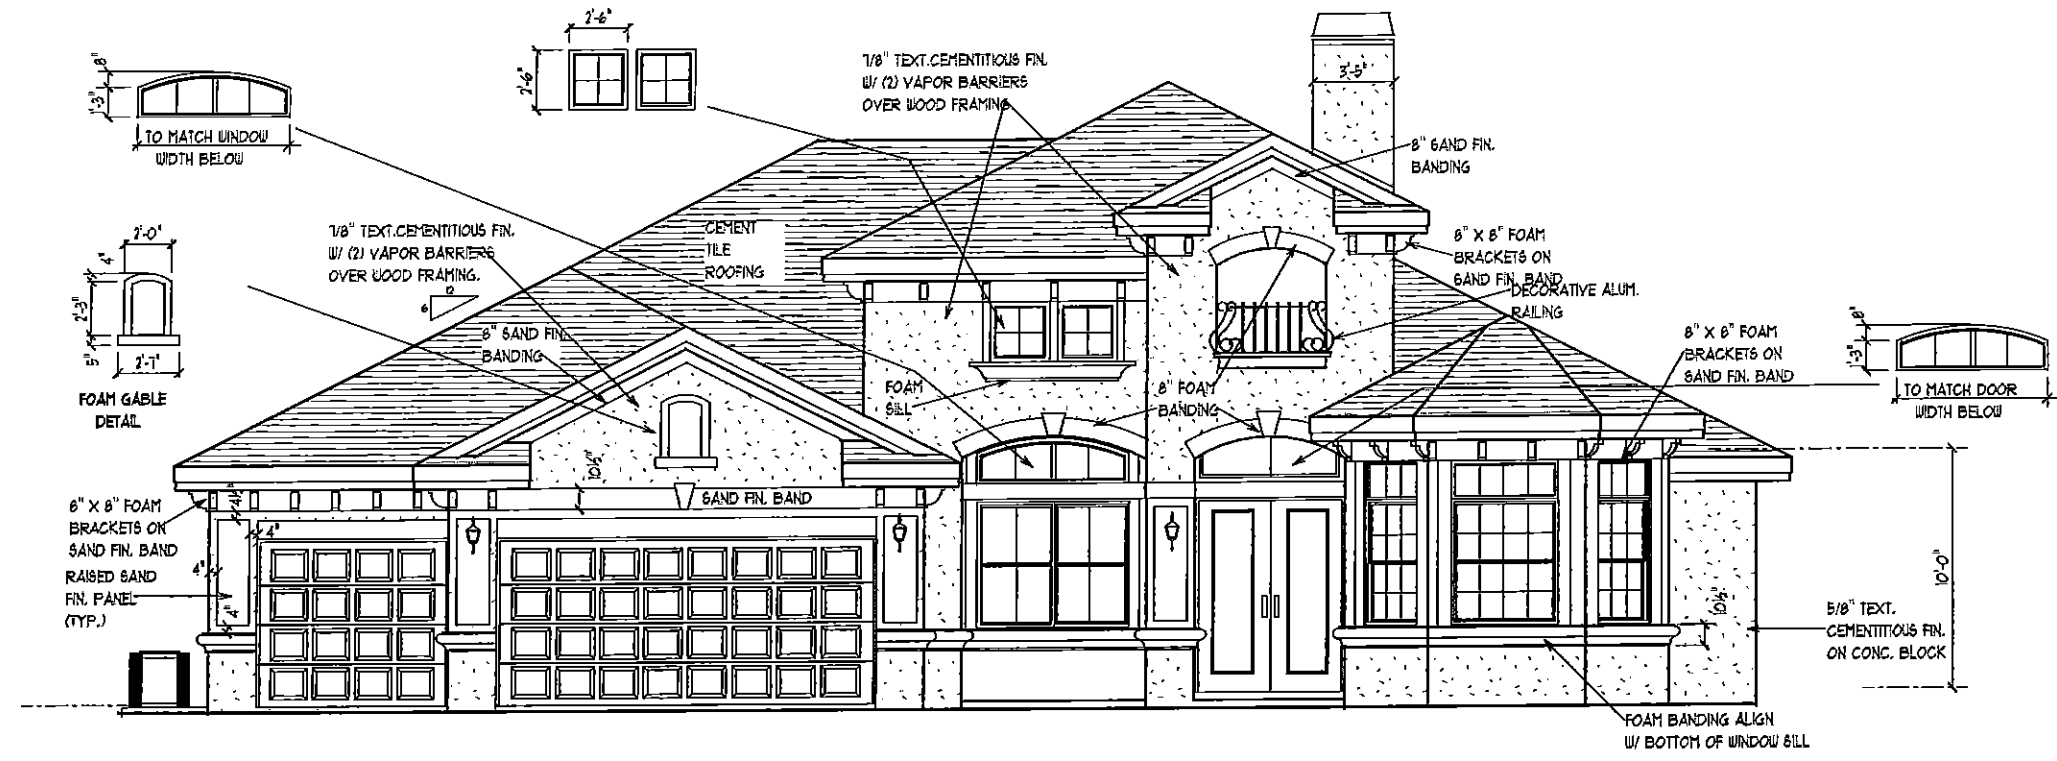 8"
1'-3"
TO MATCH WINDOW
WIDTH BELOW
2'-6"
2'-6"
7/8" TEXT.CEMENTITIOUS FIN.
W/ (2) VAPOR BARRIERS
OVER WOOD FRAMING
3'-5"
8" SAND FIN.
BANDING
2'-0"
4"
2'-3"
5"
2'-7"
FOAM GABLE
DETAIL
7/8" TEXT.CEMENTITIOUS FIN.
W/ (2) VAPOR BARRIERS
OVER WOOD FRAMING.
12
6
CEMENT
TILE
ROOFING
8" SAND FIN.
BANDING
8" X 8" FOAM
BRACKETS ON
SAND FIN. BAND
DECORATIVE ALUM.
RAILING
8" X 8" FOAM
BRACKETS ON
SAND FIN. BAND
8"
1'-3"
TO MATCH DOOR
WIDTH BELOW
FOAM
SILL
8" FOAM
BANDING
10½"
SAND FIN. BAND
8" X 8" FOAM
BRACKETS ON
SAND FIN. BAND
RAISED SAND
FIN. PANEL
(TYP.)
4½"
4"
4"
4"
10½"
10'-0"
5/8" TEXT.
CEMENTITIOUS FIN.
ON CONC. BLOCK
FOAM BANDING ALIGN
W/ BOTTOM OF WINDOW SILL